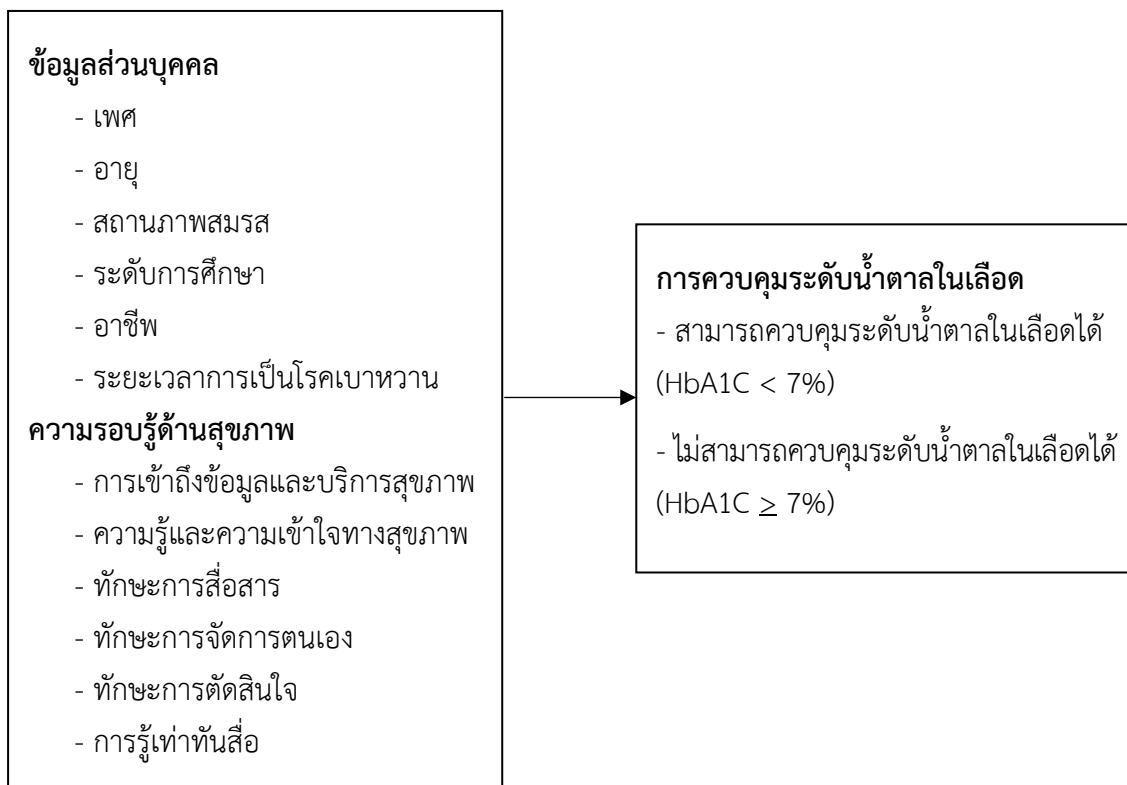 ข้อมูลส่วนบุคคล
- เพศ
- อายุ
- สถานภาพสมรส
- ระดับการศึกษา
- อาชีพ
- ระยะเวลาการเป็นโรคเบาหวาน
ความรอบรู้ด้านสุขภาพ
- การเข้าถึงข้อมูลและบริการสุขภาพ
- ความรู้และความเข้าใจทางสุขภาพ
- ทักษะการสื่อสาร
- ทักษะการจัดการตนเอง
- ทักษะการตัดสินใจ
- การรู้เท่าทันสื่อ
การควบคุมระดับน้ำตาลในเลือด
- สามารถควบคุมระดับน้ำตาลในเลือดได้
(HbA1C < 7%)
- ไม่สามารถควบคุมระดับน้ำตาลในเลือดได้
(HbA1C ≥ 7%)